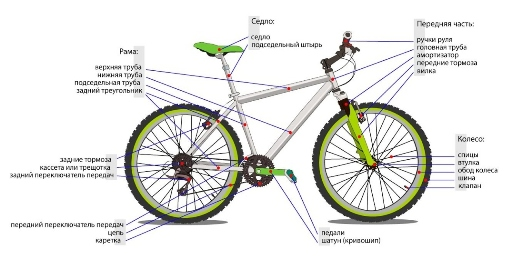 Седло:
седло
подседельный штырь
Передняя часть:
ручки руля
головная труба
амортизатор
передние тормоза
вилка
Рама:
верхняя труба
нижняя труба
подседельная труба
задний треугольник
Колесо:
спицы
втулка
обод колеса
шина
клапан
задние тормоза
кассета или трещотка
задний переключатель передач
передний переключатель передач
цепь
каретка
педали
шатун (кривошип)